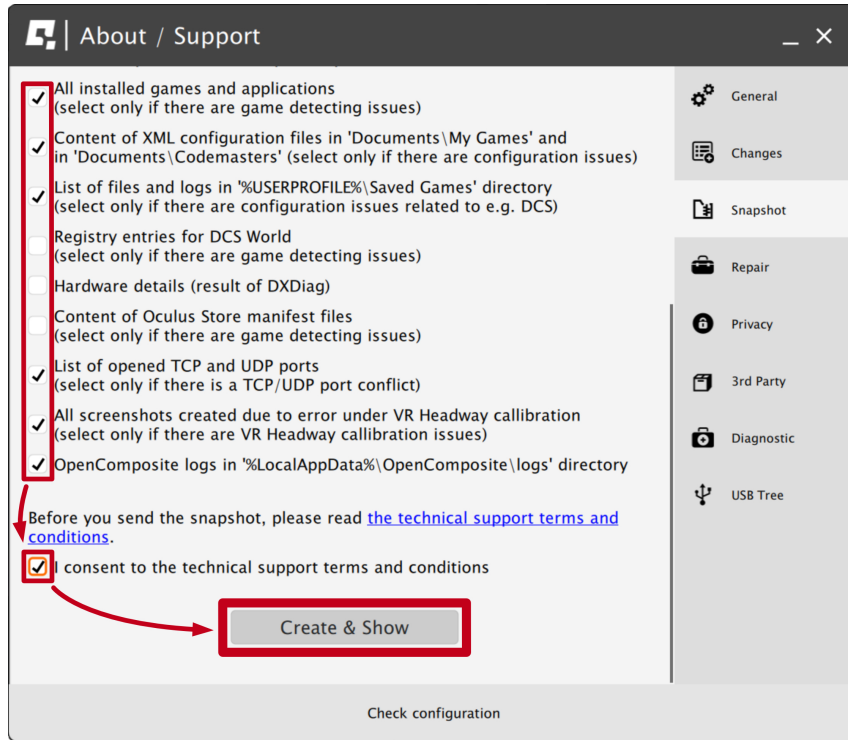 About / Support
All installed games and applications
(select only if there are game detecting issues)
Content of XML configuration files in 'Documents\My Games' and
in 'Documents\Codemasters' (select only if there are configuration issues)
List of files and logs in '%USERPROFILE%\Saved Games' directory
(select only if there are configuration issues related to e.g. DCS)
Registry entries for DCS World
(select only if there are game detecting issues)
Hardware details (result of DXDiag)
Content of Oculus Store manifest files
(select only if there are game detecting issues)
List of opened TCP and UDP ports
(select only if there is a TCP/UDP port conflict)
All screenshots created due to error under VR Headway callibration
(select only if there are VR Headway callibration issues)
OpenComposite logs in '%LocalAppData%\OpenComposite\logs' directory
Before you send the snapshot, please read the technical support terms and
conditions.
I consent to the technical support terms and conditions
Create & Show
General
Changes
Snapshot
Repair
Privacy
3rd Party
Diagnostic
USB Tree
Check configuration